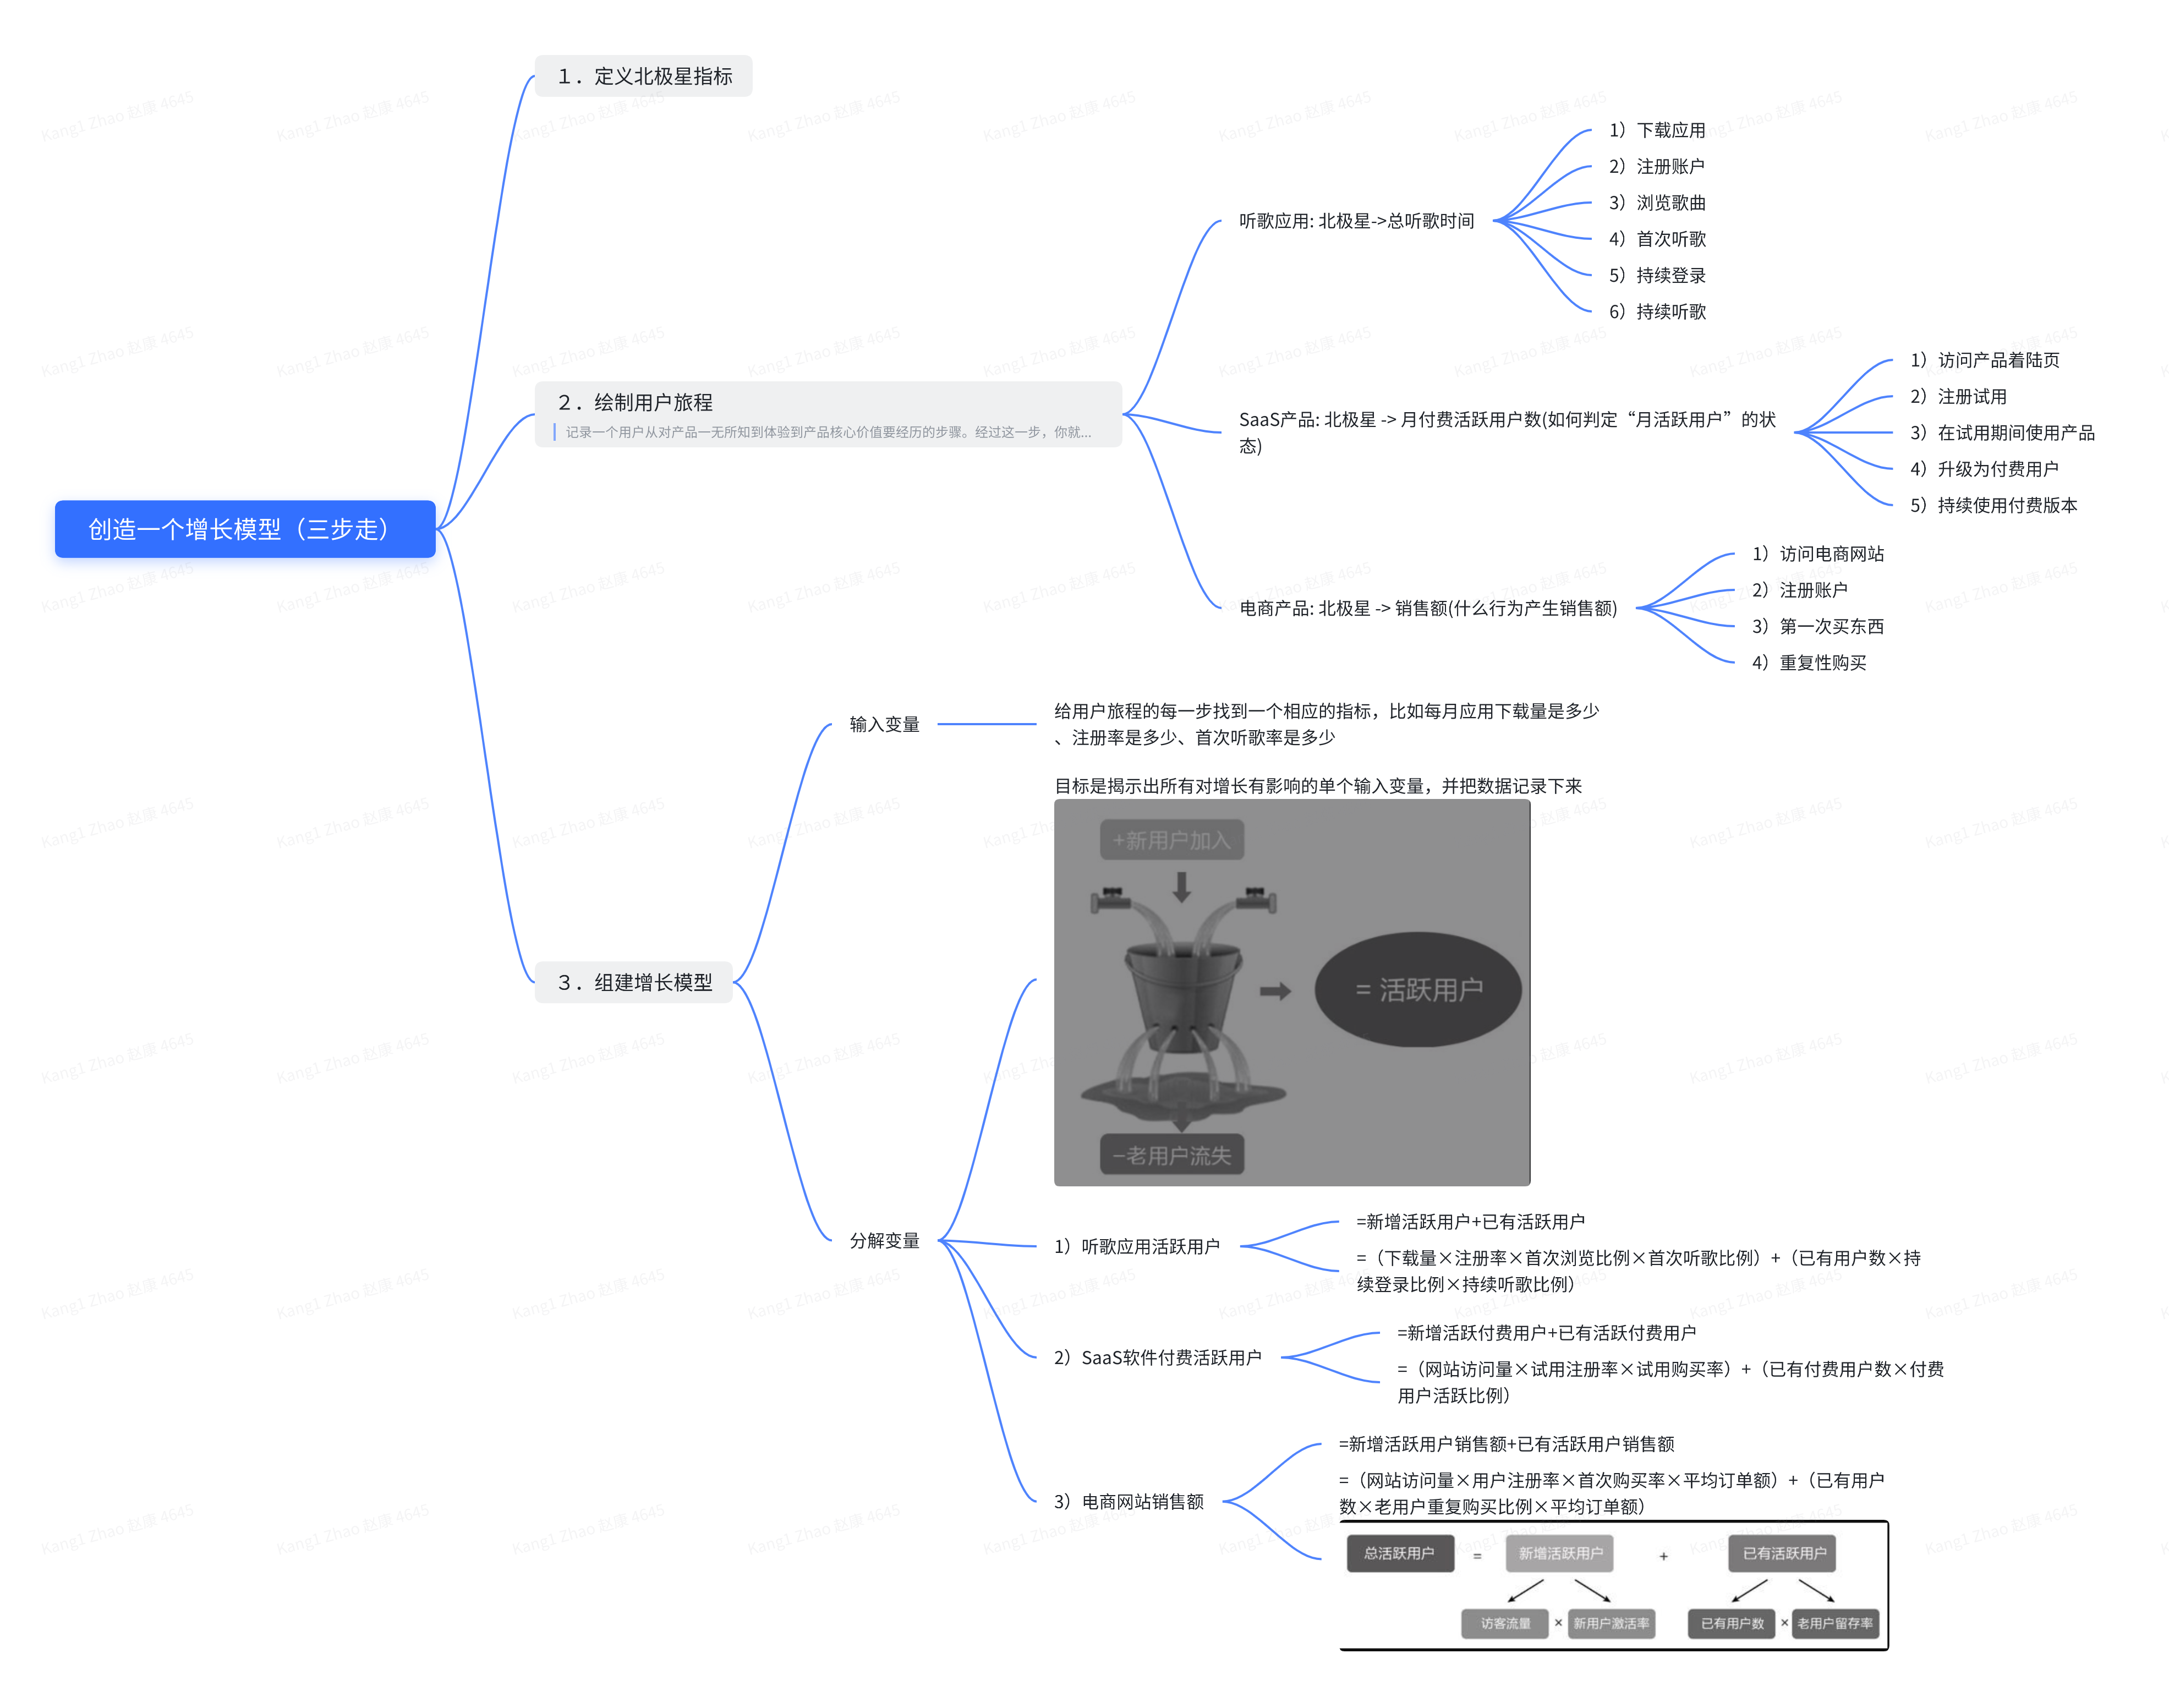 创造一个增长模型（三步走）
1．定义北极星指标
2．绘制用户旅程
记录一个用户从对产品一无所知到体验到产品核心价值要经历的步骤。经过这一步，你就...
听歌应用: 北极星->总听歌时间
1）下载应用
2）注册账户
3）浏览歌曲
4）首次听歌
5）持续登录
6）持续听歌
SaaS产品: 北极星 -> 月付费活跃用户数(如何判定“月活跃用户”的状
态)
1）访问产品着陆页
2）注册试用
3）在试用期间使用产品
4）升级为付费用户
5）持续使用付费版本
电商产品: 北极星 -> 销售额(什么行为产生销售额)
1）访问电商网站
2）注册账户
3）第一次买东西
4）重复性购买
3．组建增长模型
输入变量
给用户旅程的每一步找到一个相应的指标，比如每月应用下载量是多少
、注册率是多少、首次听歌率是多少
分解变量
目标是揭示出所有对增长有影响的单个输入变量，并把数据记录下来
+新用户加入
= 活跃用户
−老用户流失
1）听歌应用活跃用户
=新增活跃用户+已有活跃用户
=（下载量×注册率×首次浏览比例×首次听歌比例）+（已有用户数×持
续登录比例×持续听歌比例）
2）SaaS软件付费活跃用户
=新增活跃付费用户+已有活跃付费用户
=（网站访问量×试用注册率×试用购买率）+（已有付费用户数×付费
用户活跃比例）
3）电商网站销售额
=新增活跃用户销售额+已有活跃用户销售额
=（网站访问量×用户注册率×首次购买率×平均订单额）+（已有用户
数×老用户重复购买比例×平均订单额）
总活跃用户 = 新增活跃用户 + 已有活跃用户
访客流量 × 新用户激活率 已有用户数 × 老用户留存率
Kang1 Zhao 赵康 4645